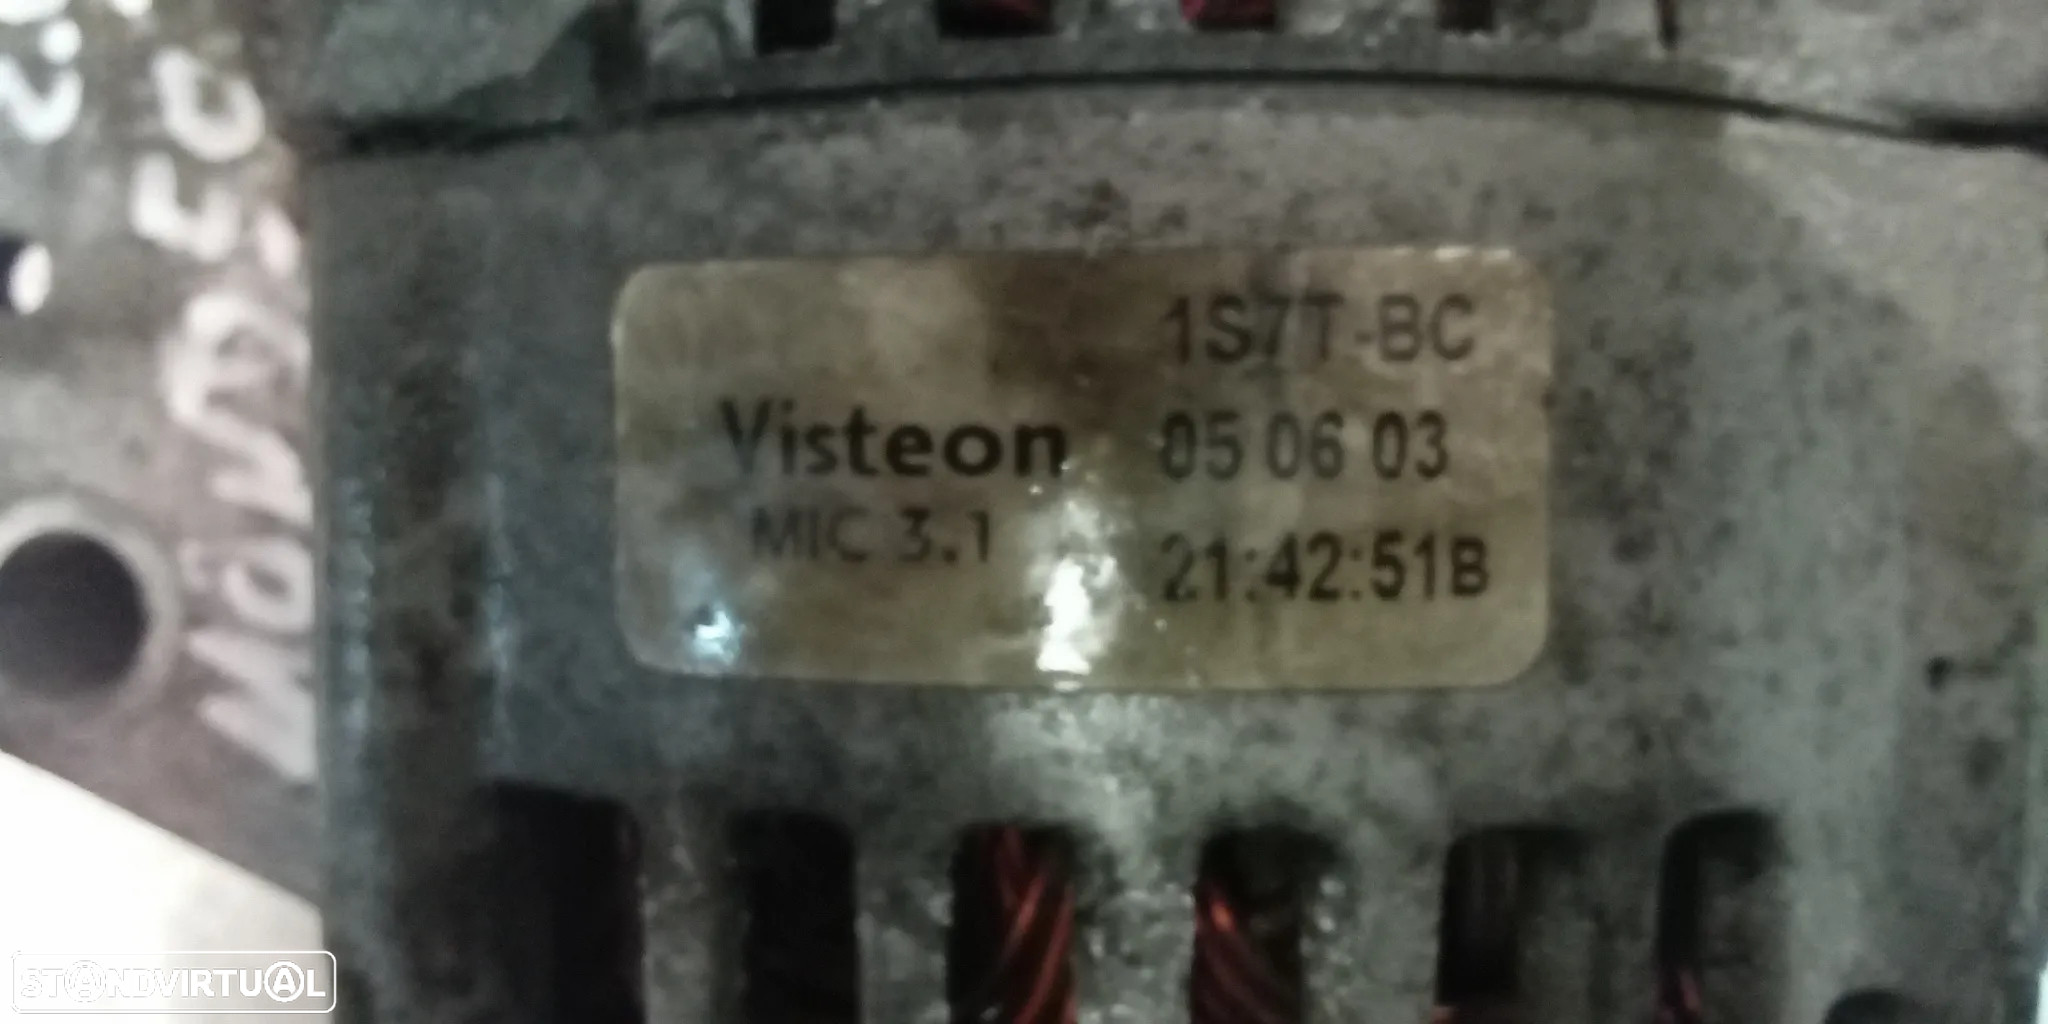 1S7T-BC
Visteon 05 06 03
MIC 3.1
21:42:51B
STANDVIRTUAL